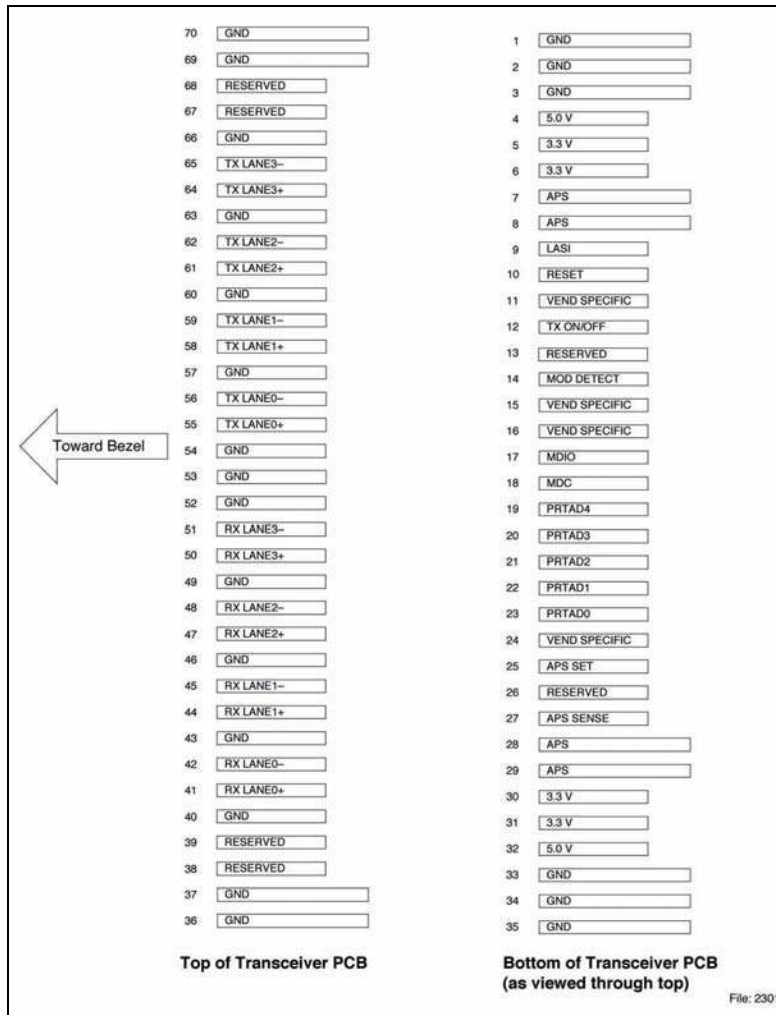 70 GND
69 GND
68 RESERVED
67 RESERVED
66 GND
65 TX LANE3–
64 TX LANE3+
63 GND
62 TX LANE2–
61 TX LANE2+
60 GND
59 TX LANE1–
58 TX LANE1+
57 GND
56 TX LANE0–
55 TX LANE0+
54 GND
53 GND
52 GND
51 RX LANE3–
50 RX LANE3+
49 GND
48 RX LANE2–
47 RX LANE2+
46 GND
45 RX LANE1–
44 RX LANE1+
43 GND
42 RX LANE0–
41 RX LANE0+
40 GND
39 RESERVED
38 RESERVED
37 GND
36 GND
Toward Bezel
Top of Transceiver PCB
1 GND
2 GND
3 GND
4 5.0 V
5 3.3 V
6 3.3 V
7 APS
8 APS
9 LASI
10 RESET
11 VEND SPECIFIC
12 TX ON/OFF
13 RESERVED
14 MOD DETECT
15 VEND SPECIFIC
16 VEND SPECIFIC
17 MDIO
18 MDC
19 PRTAD4
20 PRTAD3
21 PRTAD2
22 PRTAD1
23 PRTAD0
24 VEND SPECIFIC
25 APS SET
26 RESERVED
27 APS SENSE
28 APS
29 APS
30 3.3 V
31 3.3 V
32 5.0 V
33 GND
34 GND
35 GND
Bottom of Transceiver PCB
(as viewed through top)
File: 2301